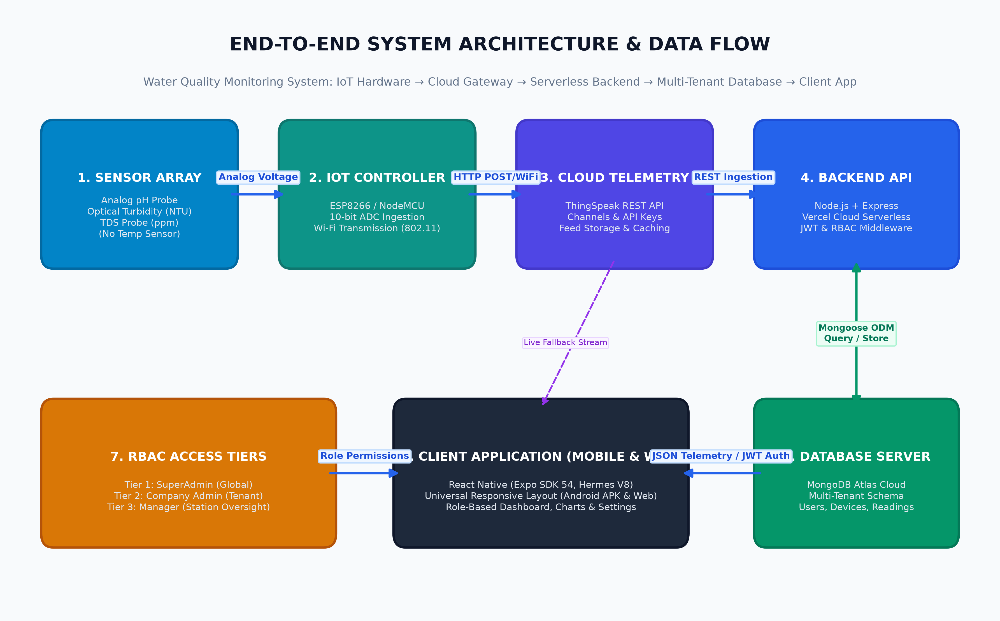 END-TO-END SYSTEM ARCHITECTURE & DATA FLOW
Water Quality Monitoring System: IoT Hardware → Cloud Gateway → Serverless Backend → Multi-Tenant Database → Client App
1. SENSOR ARRAY
Analog pH Probe
Optical Turbidity (NTU)
TDS Probe (ppm)
(No Temp Sensor)
Analog Voltage
2. IOT CONTROLLER
ESP8266 / NodeMCU
10-bit ADC Ingestion
Wi-Fi Transmission (802.11)
HTTP POST/WiFi
3. CLOUD TELEMETRY
ThingSpeak REST API
Channels & API Keys
Feed Storage & Caching
REST Ingestion
4. BACKEND API
Node.js + Express
Vercel Cloud Serverless
JWT & RBAC Middleware
Live Fallback Stream
Mongoose ODM
Query / Store
7. RBAC ACCESS TIERS
Tier 1: SuperAdmin (Global)
Tier 2: Company Admin (Tenant)
Tier 3: Manager (Station Oversight)
Role Permissions
. CLIENT APPLICATION (MOBILE &
React Native (Expo SDK 54, Hermes V8)
Universal Responsive Layout (Android APK & Web)
Role-Based Dashboard, Charts & Settings
JSON Telemetry / JWT Auth
. DATABASE SERVER
MongoDB Atlas Cloud
Multi-Tenant Schema
Users, Devices, Readings